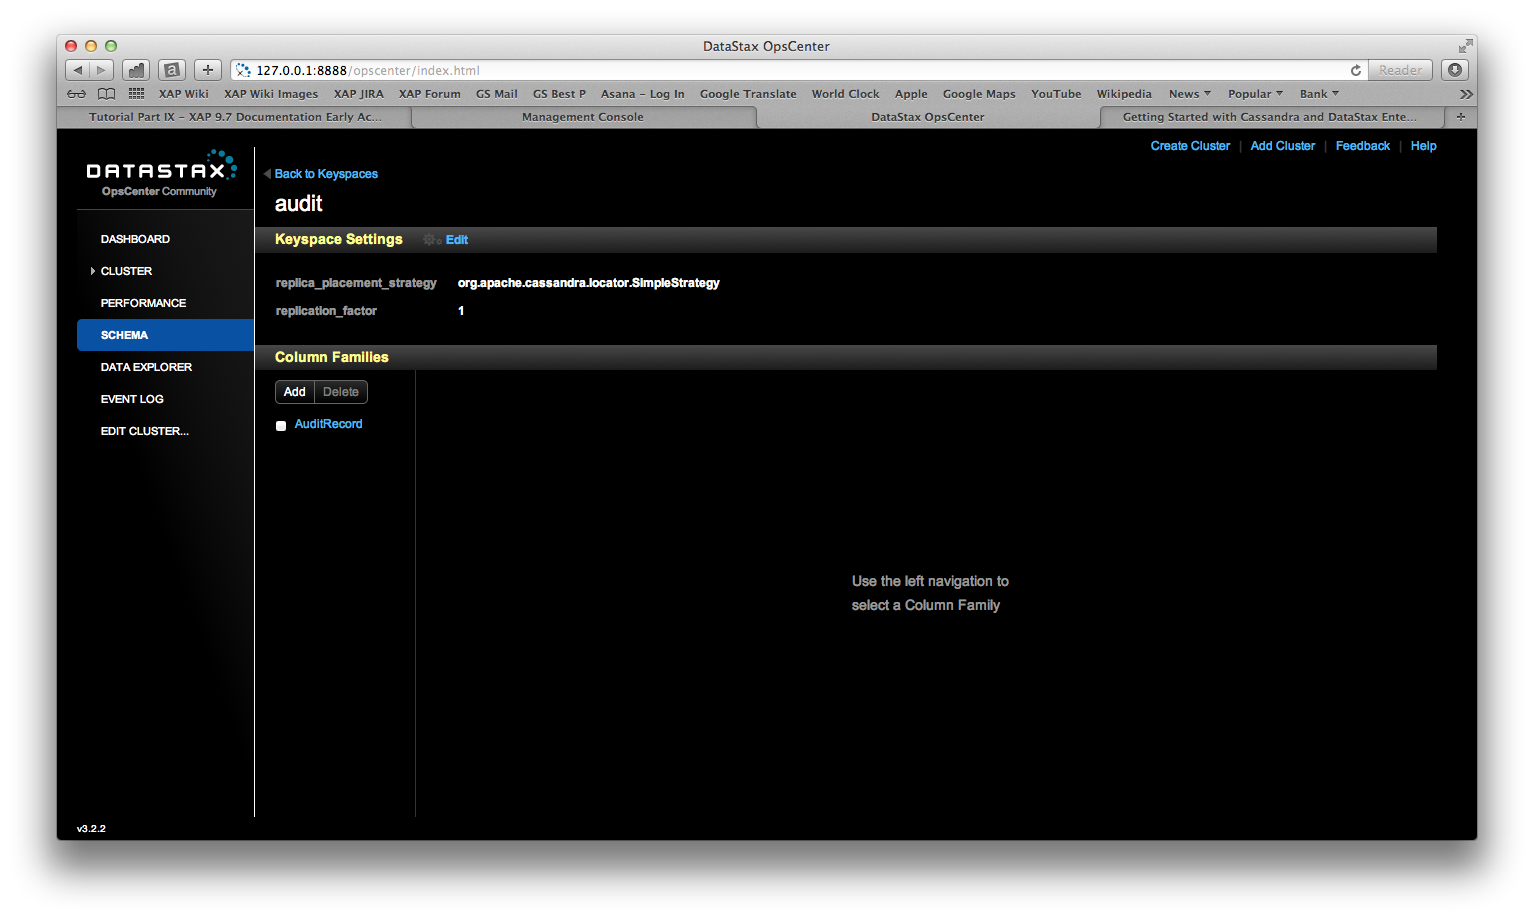 DataStax OpsCenter
127.0.0.1:8888/opscenter/index.html
Reader
XAP Wiki XAP Wiki Images XAP JIRA XAP Forum GS Mail GS Best P Asana - Log In Google Translate World Clock Apple Google Maps YouTube Wikipedia News Popular Bank
Tutorial Part IX - XAP 9.7 Documentation Early Ac... Management Console DataStax OpsCenter Getting Started with Cassandra and DataStax Ente...
Create Cluster | Add Cluster | Feedback | Help
DATASTAX
OpsCenter Community
DASHBOARD
CLUSTER
PERFORMANCE
SCHEMA
DATA EXPLORER
EVENT LOG
EDIT CLUSTER...
v3.2.2
Back to Keyspaces
audit
Keyspace Settings Edit
replica_placement_strategy org.apache.cassandra.locator.SimpleStrategy
replication_factor 1
Column Families
Add Delete
AuditRecord
Use the left navigation to
select a Column Family